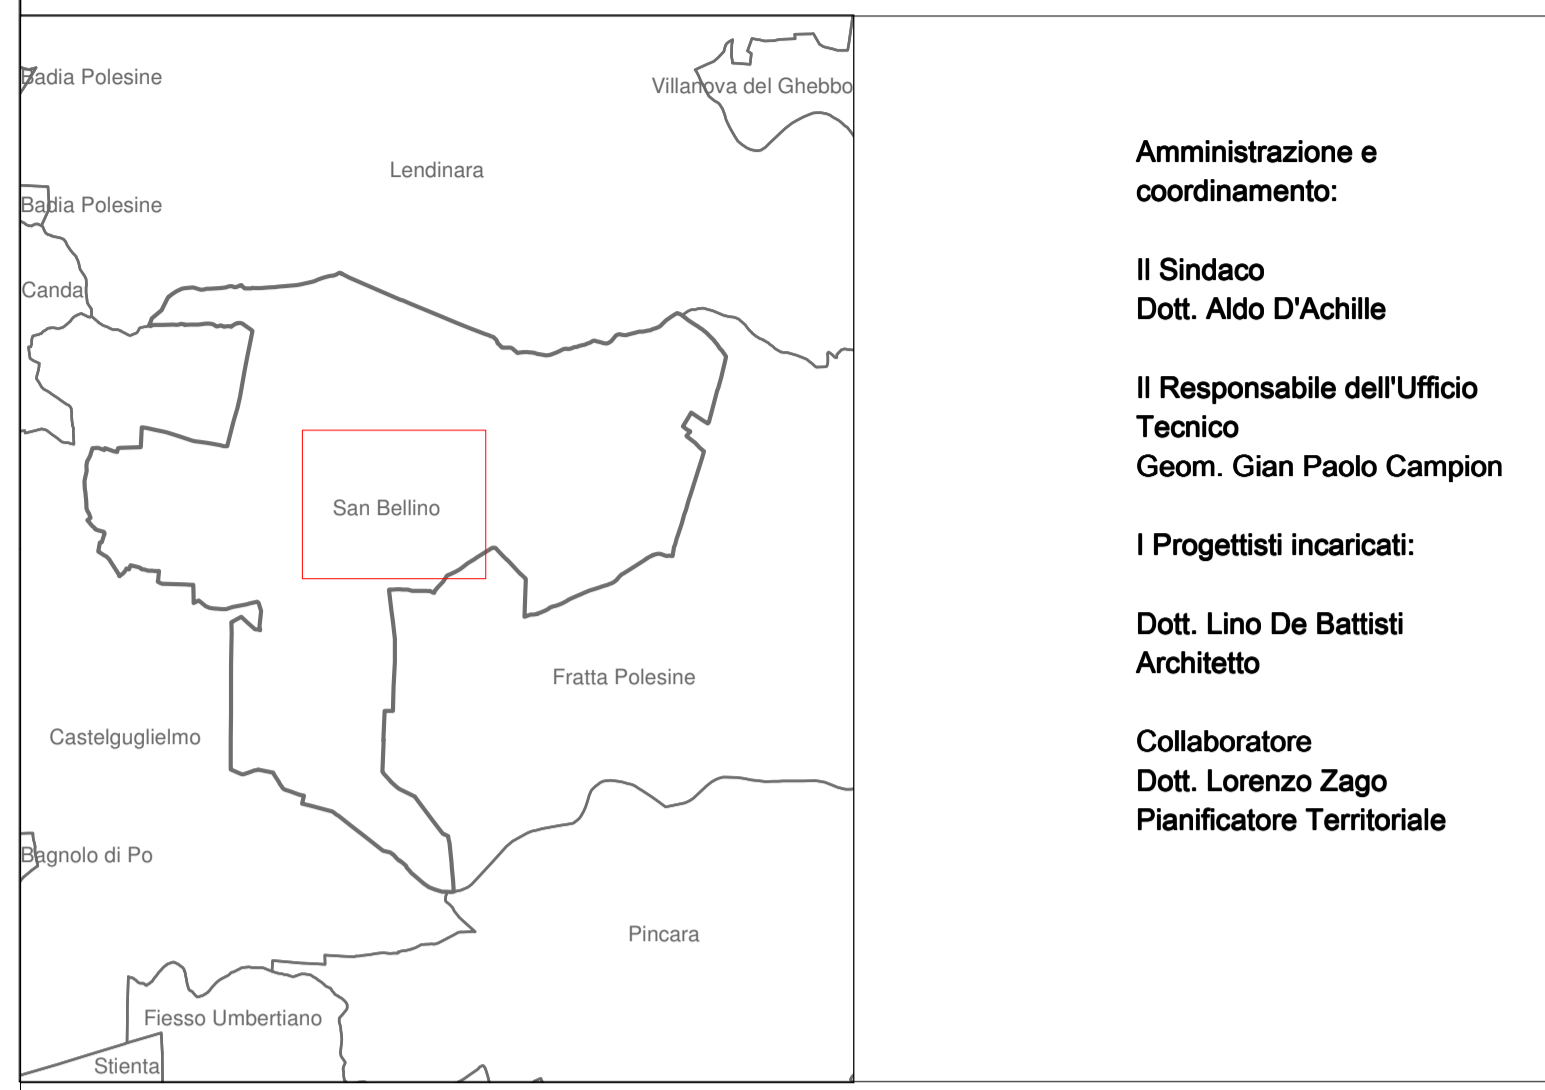 Badia Polesine
Villanova del Ghebbo
Lendinara
Badia Polesine
Canda
San Bellino
Fratta Polesine
Castelguglielmo
Bagnolo di Po
Pincara
Fiesso Umbertiano
Stienta
Amministrazione e
coordinamento:
Il Sindaco
Dott. Aldo D'Achille
Il Responsabile dell'Ufficio
Tecnico
Geom. Gian Paolo Campion
I Progettisti incaricati:
Dott. Lino De Battisti
Architetto
Collaboratore
Dott. Lorenzo Zago
Pianificatore Territoriale